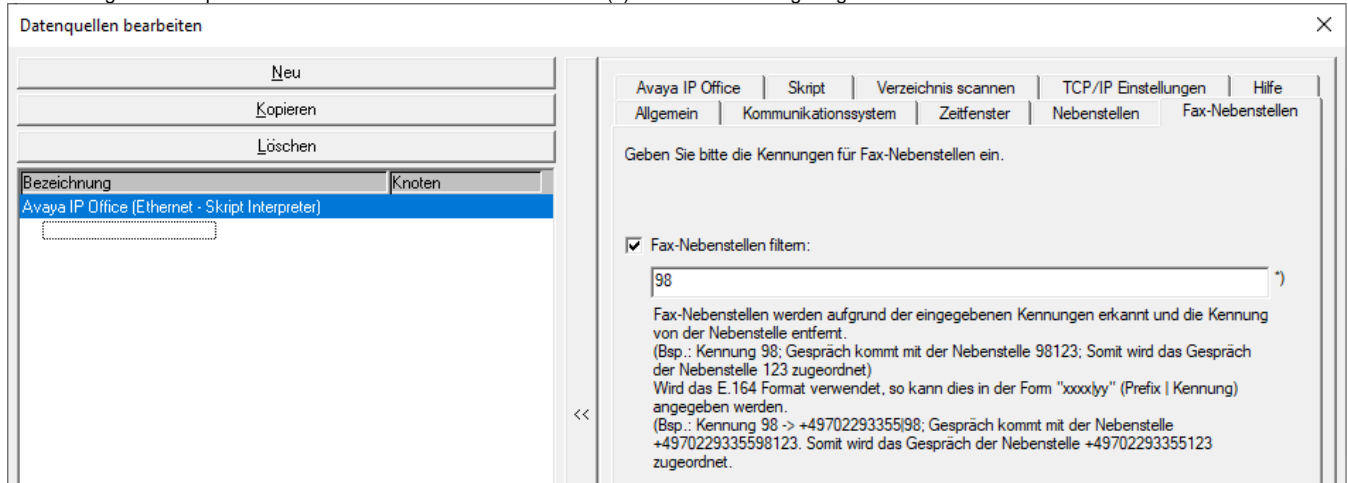 Datenquellen bearbeiten
Neu
Kopieren
Löschen
Bezeichnung Knoten
Avaya IP Office (Ethernet - Skript Interpreter)
<<
Avaya IP Office Skript Verzeichnis scannen TCP/IP Einstellungen Hilfe
Allgemein Kommunikationssystem Zeitfenster Nebenstellen Fax-Nebenstellen
Geben Sie bitte die Kennungen für Fax-Nebenstellen ein.
Fax-Nebenstellen filtern:
98 *)
Fax-Nebenstellen werden aufgrund der eingegebenen Kennungen erkannt und die Kennung
von der Nebenstelle entfernt.
(Bsp.: Kennung 98; Gespräch kommt mit der Nebenstelle 98123; Somit wird das Gespräch
der Nebenstelle 123 zugeordnet)
Wird das E.164 Format verwendet, so kann dies in der Form "xxxx|yy" (Prefix | Kennung)
angegeben werden.
(Bsp.: Kennung 98 -> +49702293355|98; Gespräch kommt mit der Nebenstelle
+4970229335598123. Somit wird das Gespräch der Nebenstelle +49702293355123
zugeordnet.